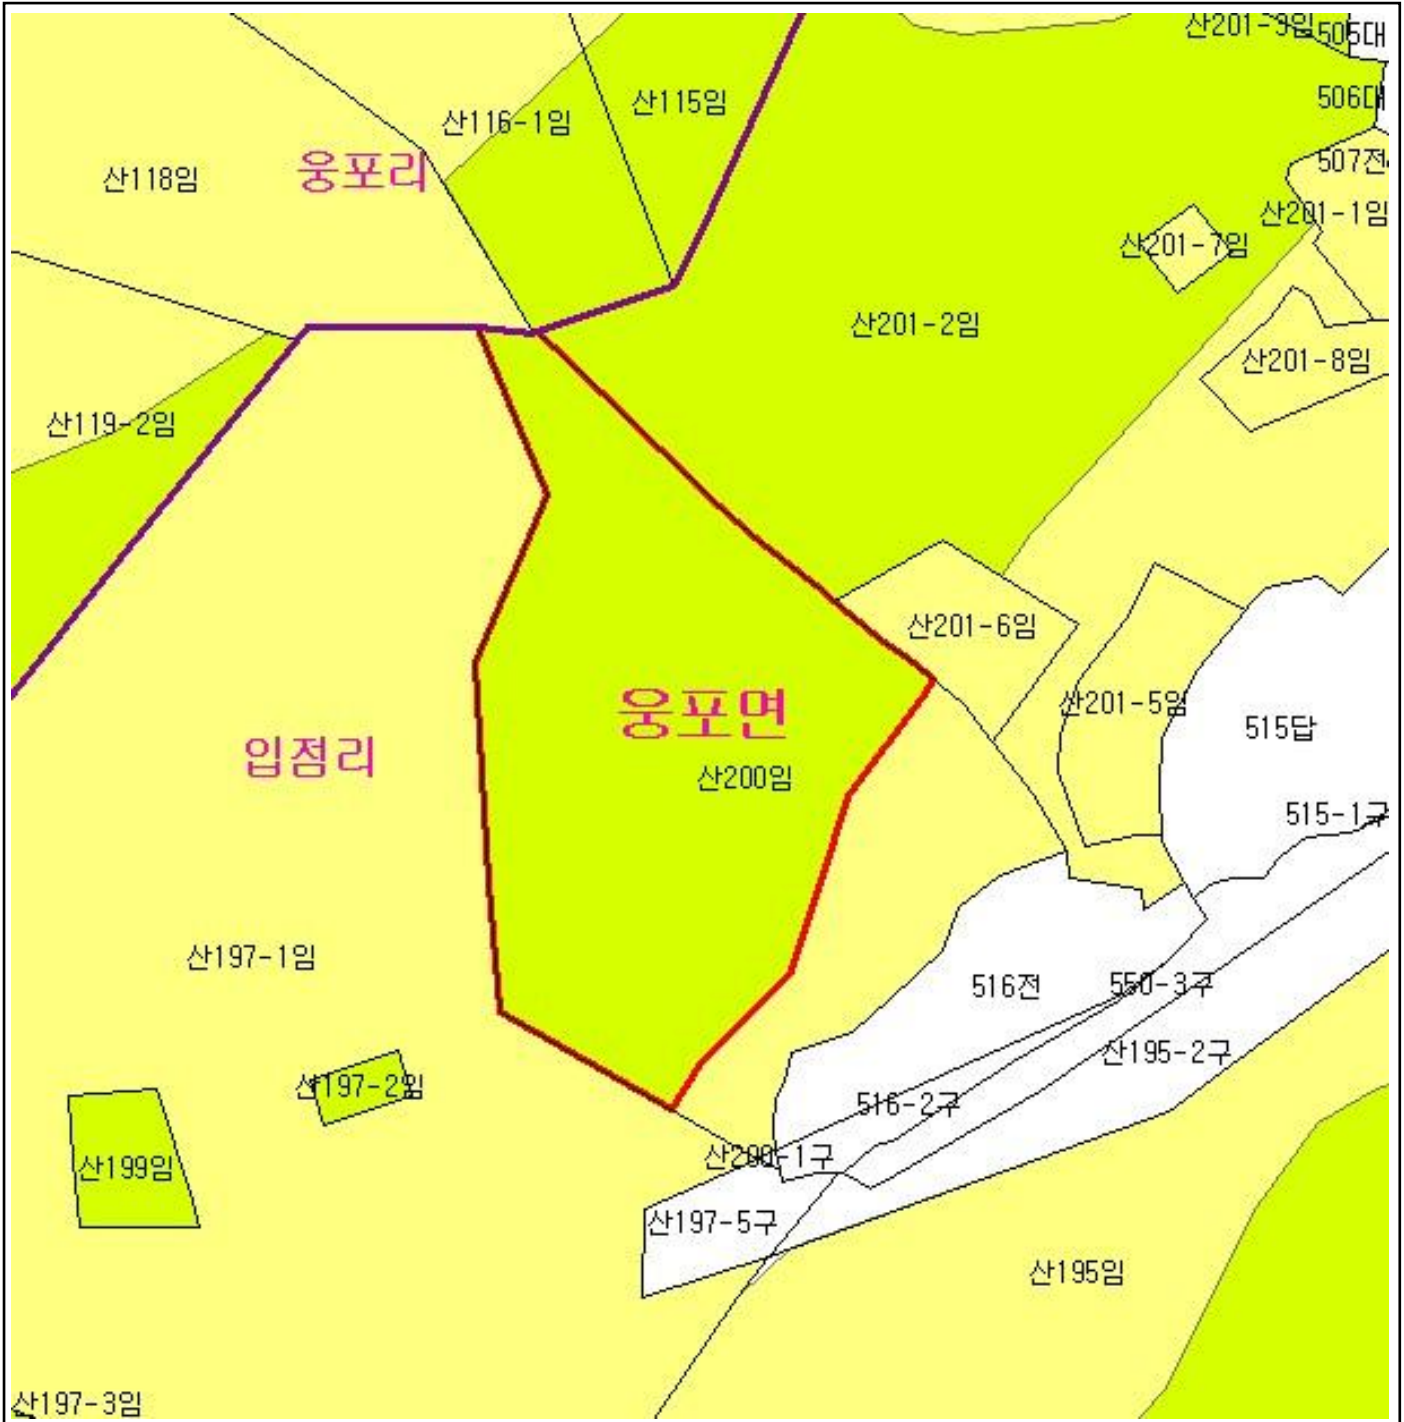 산201-3임
505대
506대
산115임
산116-1임
507전
웅포리
산118임
산201-1임
산201-7임
산201-2임
산201-8임
산119-2임
산201-6임
산201-5임
웅포면
515답
입점리
산200임
515-1구
산197-1임
516전
550-3구
산195-2구
산197-2임
516-2구
산200-1구
산199임
산197-5구
산195임
산197-3임